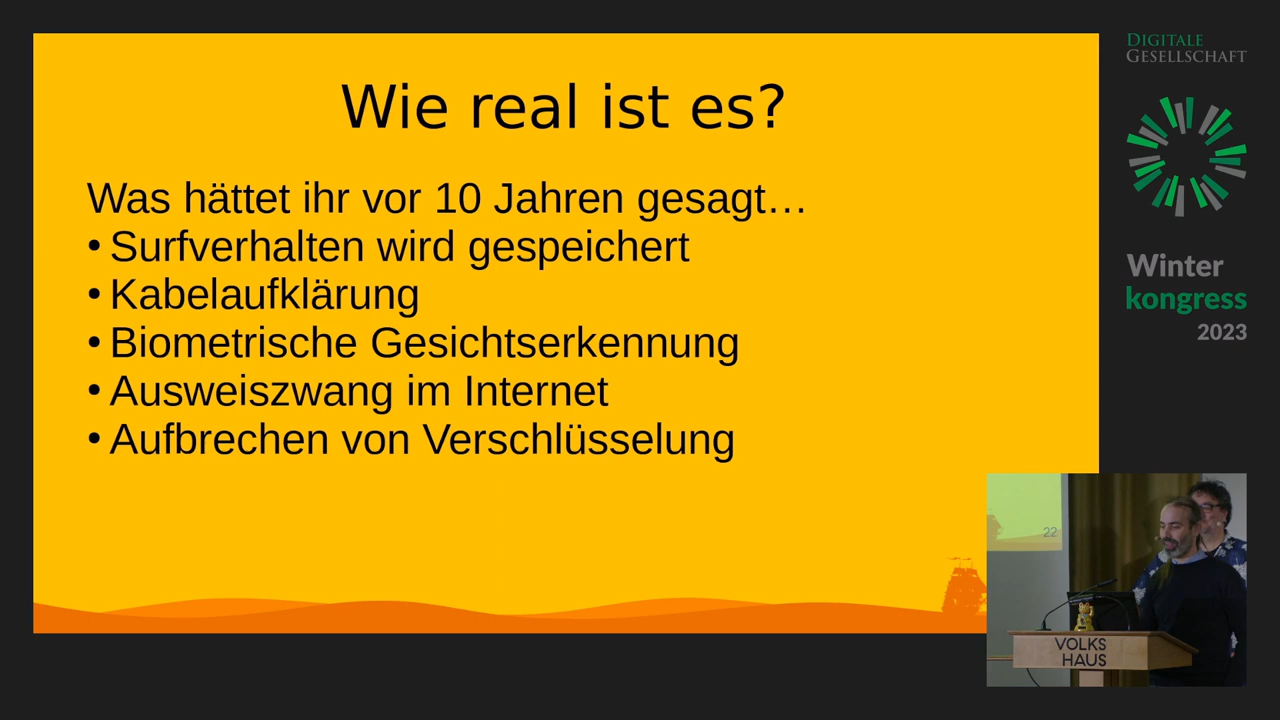 Wie real ist es?
Was hättet ihr vor 10 Jahren gesagt…
• Surfverhalten wird gespeichert
• Kabelaufklärung
• Biometrische Gesichtserkennung
• Ausweiszwang im Internet
• Aufbrechen von Verschlüsselung
DIGITALE
GESELLSCHAFT
Winter
kongress
2023
22
VOLKS
HAUS